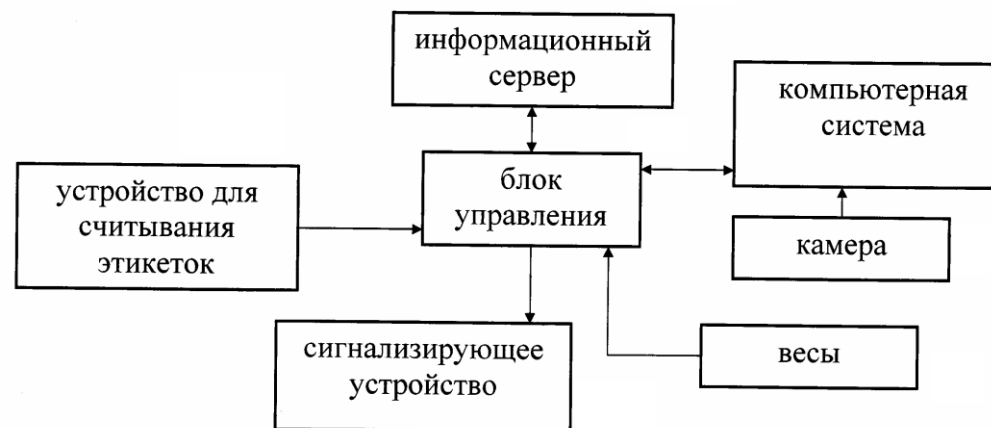 информационный
сервер
компьютерная
система
блок
управления
устройство для
считывания
этикеток
камера
сигнализирующее
устройство
весы